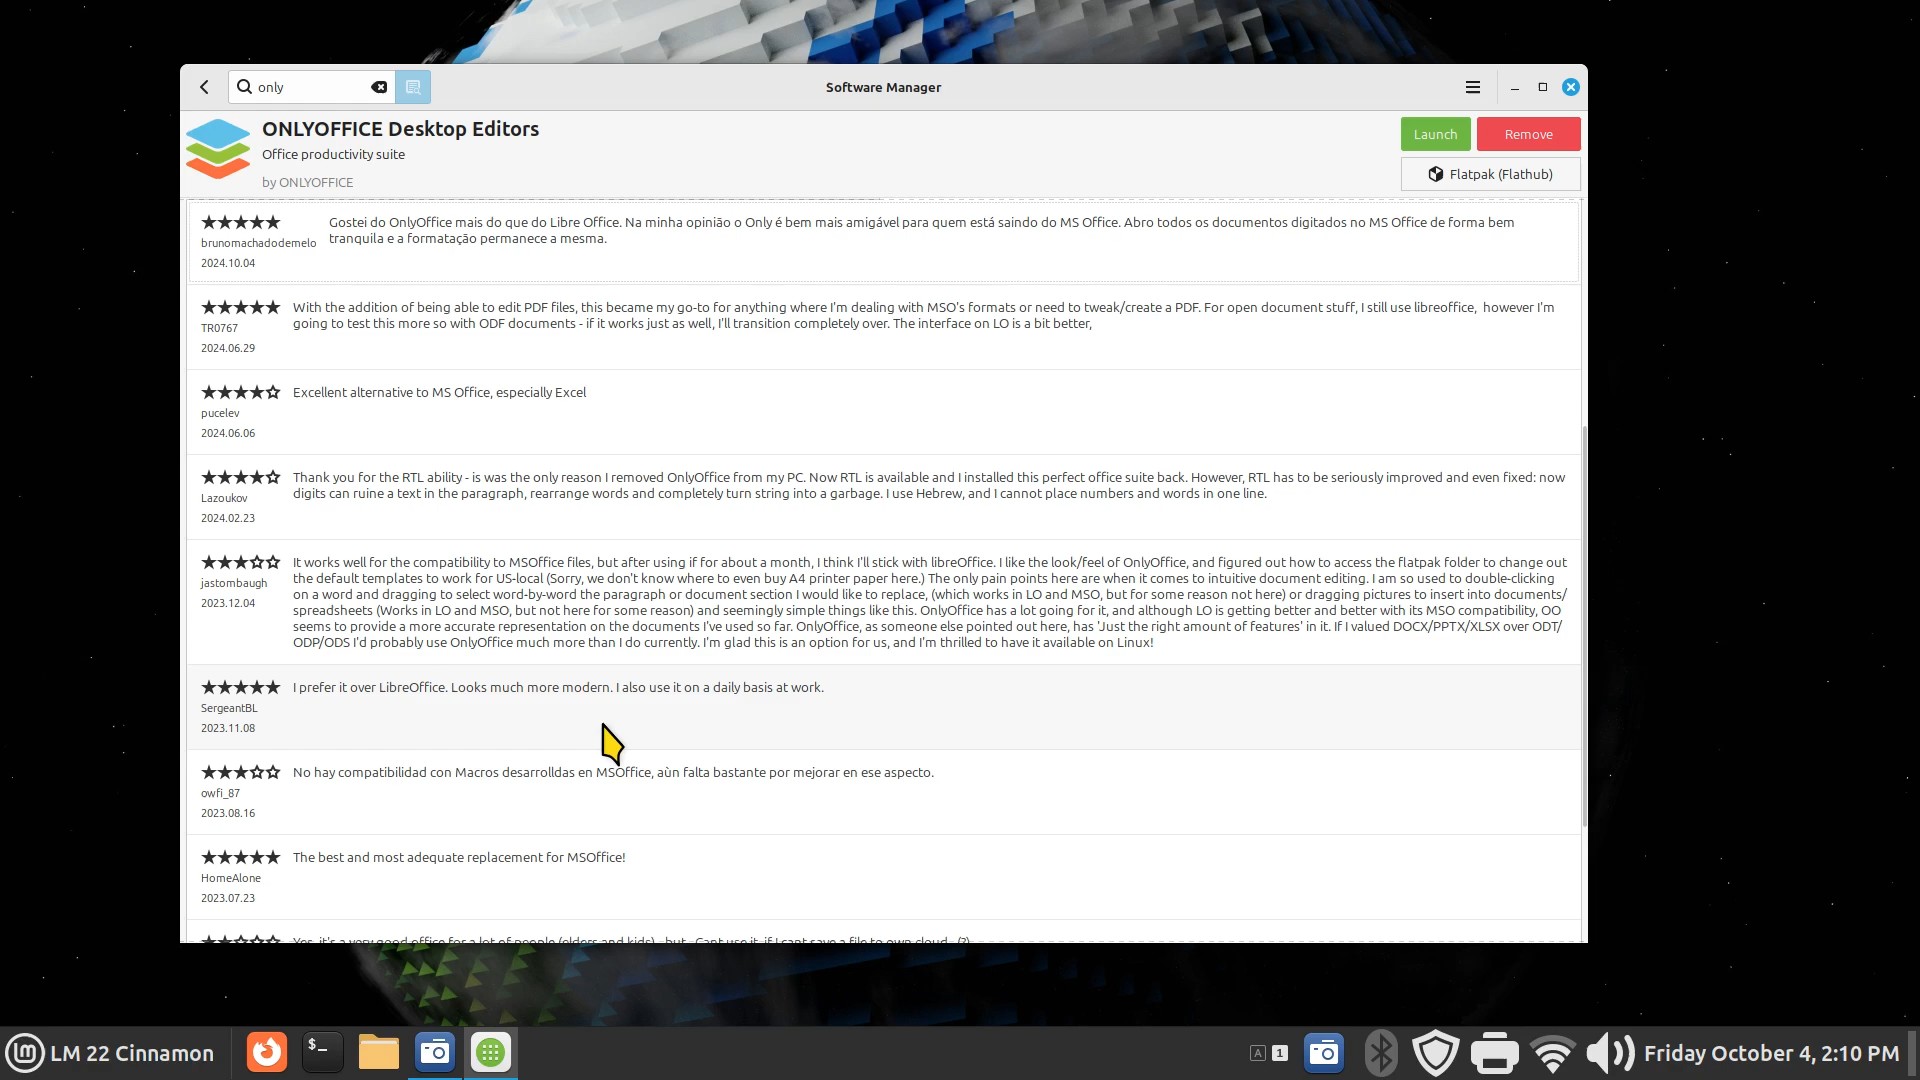 only
Software Manager
ONLYOFFICE Desktop Editors
Office productivity suite
by ONLYOFFICE
Launch
Remove
Flatpak (Flathub)
Gostei do OnlyOffice mais do que do Libre Office. Na minha opinião o Only é bem mais amigável para quem está saindo do MS Office. Abro todos os documentos digitados no MS Office de forma bem
tranquila e a formatação permanece a mesma.
brunomachadodemelo
2024.10.04
With the addition of being able to edit PDF files, this became my go-to for anything where I'm dealing with MSO's formats or need to tweak/create a PDF. For open document stuff, I still use libreoffice,  however I'm
going to test this more so with ODF documents - if it works just as well, I'll transition completely over. The interface on LO is a bit better,
TR0767
2024.06.29
Excellent alternative to MS Office, especially Excel
pucelev
2024.06.06
Thank you for the RTL ability - is was the only reason I removed OnlyOffice from my PC. Now RTL is available and I installed this perfect office suite back. However, RTL has to be seriously improved and even fixed: now
digits can ruine a text in the paragraph, rearrange words and completely turn string into a garbage. I use Hebrew, and I cannot place numbers and words in one line.
Lazoukov
2024.02.23
It works well for the compatibility to MSOffice files, but after using if for about a month, I think I'll stick with libreOffice. I like the look/feel of OnlyOffice, and figured out how to access the flatpak folder to change out
the default templates to work for US-local (Sorry, we don't know where to even buy A4 printer paper here.) The only pain points here are when it comes to intuitive document editing. I am so used to double-clicking
on a word and dragging to select word-by-word the paragraph or document section I would like to replace, (which works in LO and MSO, but for some reason not here) or dragging pictures to insert into documents/
spreadsheets (Works in LO and MSO, but not here for some reason) and seemingly simple things like this. OnlyOffice has a lot going for it, and although LO is getting better and better with its MSO compatibility, OO
seems to provide a more accurate representation on the documents I've used so far. OnlyOffice, as someone else pointed out here, has 'Just the right amount of features' in it. If I valued DOCX/PPTX/XLSX over ODT/
ODP/ODS I'd probably use OnlyOffice much more than I do currently. I'm glad this is an option for us, and I'm thrilled to have it available on Linux!
jastombaugh
2023.12.04
I prefer it over LibreOffice. Looks much more modern. I also use it on a daily basis at work.
SergeantBL
2023.11.08
No hay compatibilidad con Macros desarrolldas en MSOffice, aùn falta bastante por mejorar en ese aspecto.
owfi_87
2023.08.16
The best and most adequate replacement for MSOffice!
HomeAlone
2023.07.23
Yes, it's a very good office for a lot of people (elders and kids)
LM 22 Cinnamon
$_
A
1
Friday October 4, 2:10 PM